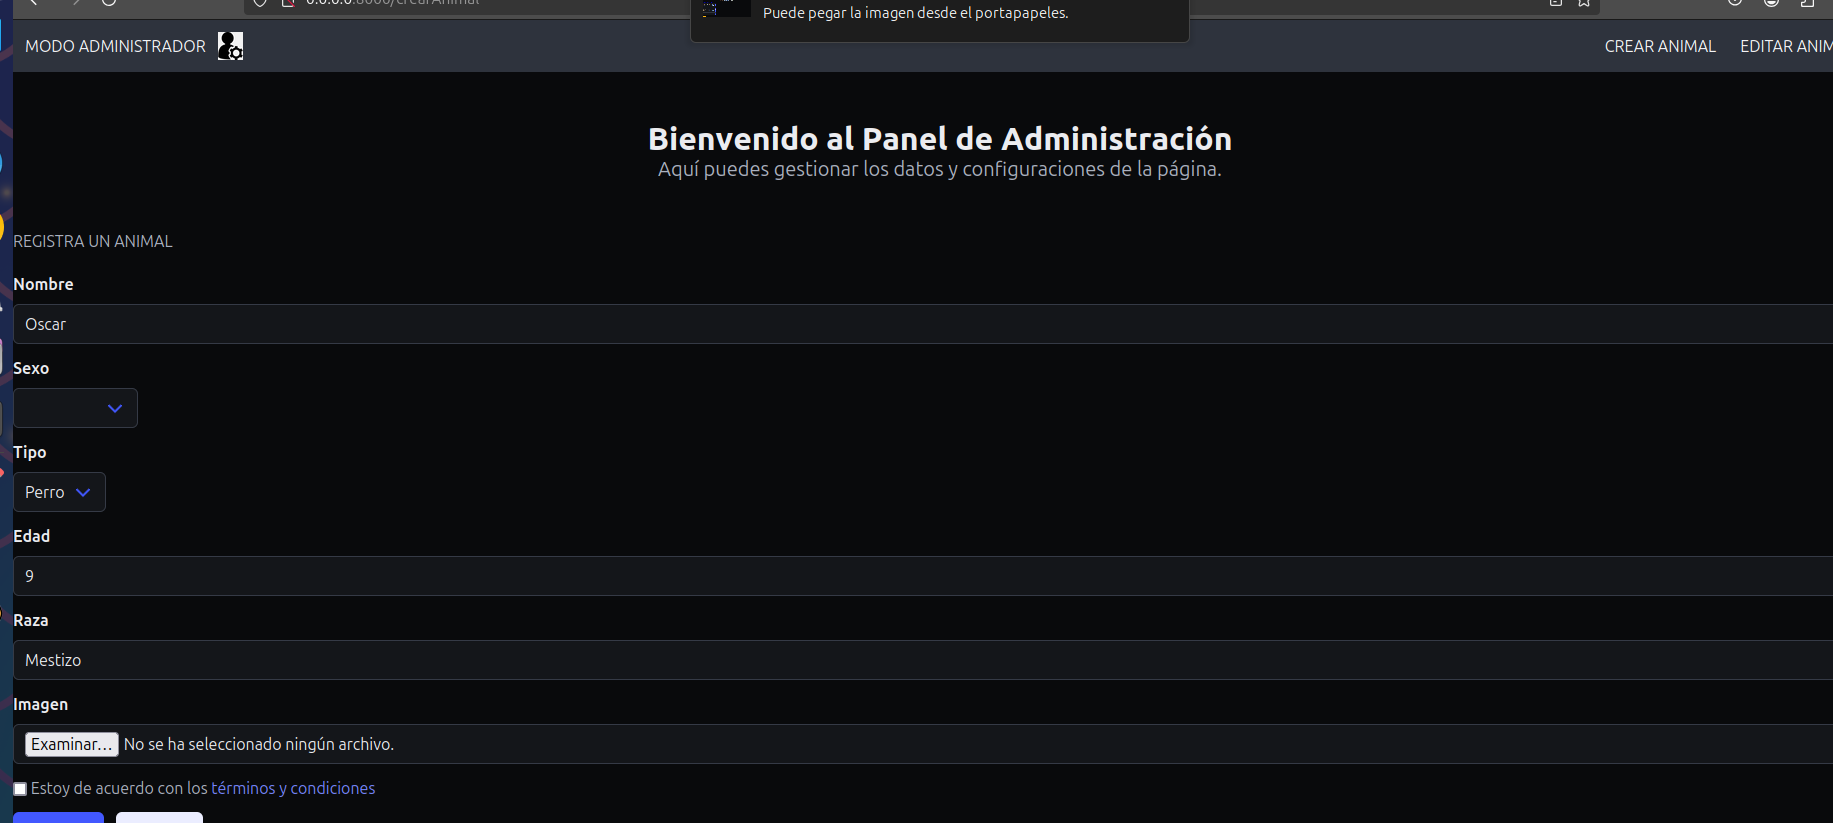 Puede pegar la imagen desde el portapapeles.
MODO ADMINISTRADOR
CREAR ANIMAL
EDITAR ANIM
Bienvenido al Panel de Administración
Aquí puedes gestionar los datos y configuraciones de la página.
REGISTRA UN ANIMAL
Nombre
Oscar
Sexo
Tipo
Perro
Edad
9
Raza
Mestizo
Imagen
Examinar... No se ha seleccionado ningún archivo.
Estoy de acuerdo con los términos y condiciones